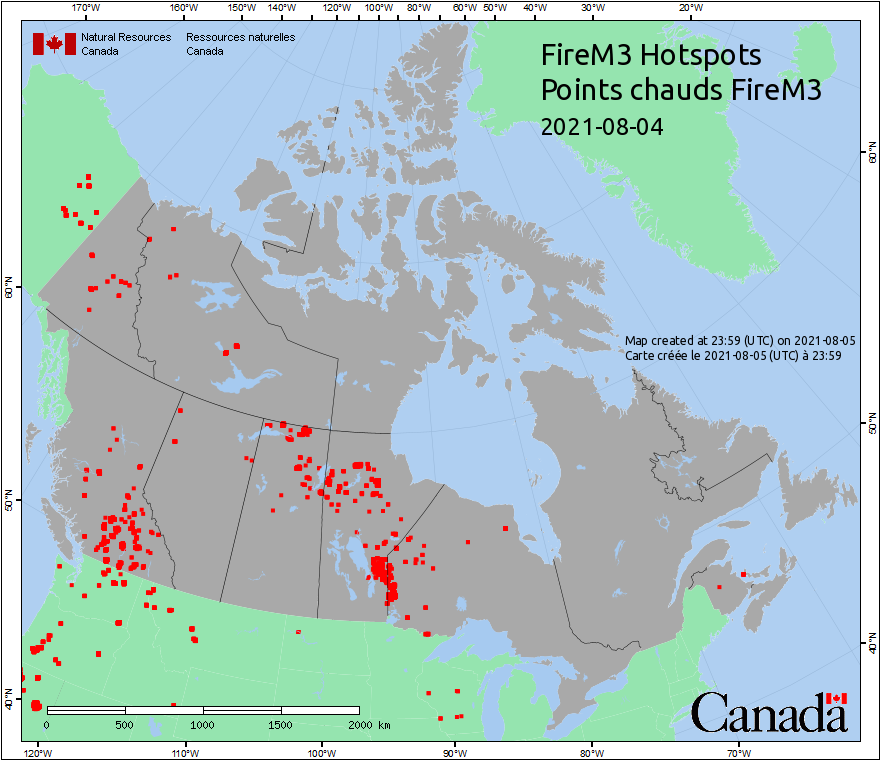 170°W 160°W 150°W 140°W 130°W 120°W 110°W 100°W 90°W 80°W 60°W 50°W 40°W 30°W 20°W
Natural Resources Canada
Ressources naturelles Canada
FireM3 Hotspots
Points chauds FireM3
2021-08-04
60°N
60°N
Map created at 23:59 (UTC) on 2021-08-05
Carte créée le 2021-08-05 (UTC) à 23:59
50°N
50°N
40°N
40°N
Canada
0 500 1000 1500 2000 km
120°W 110°W 100°W 90°W 80°W 70°W